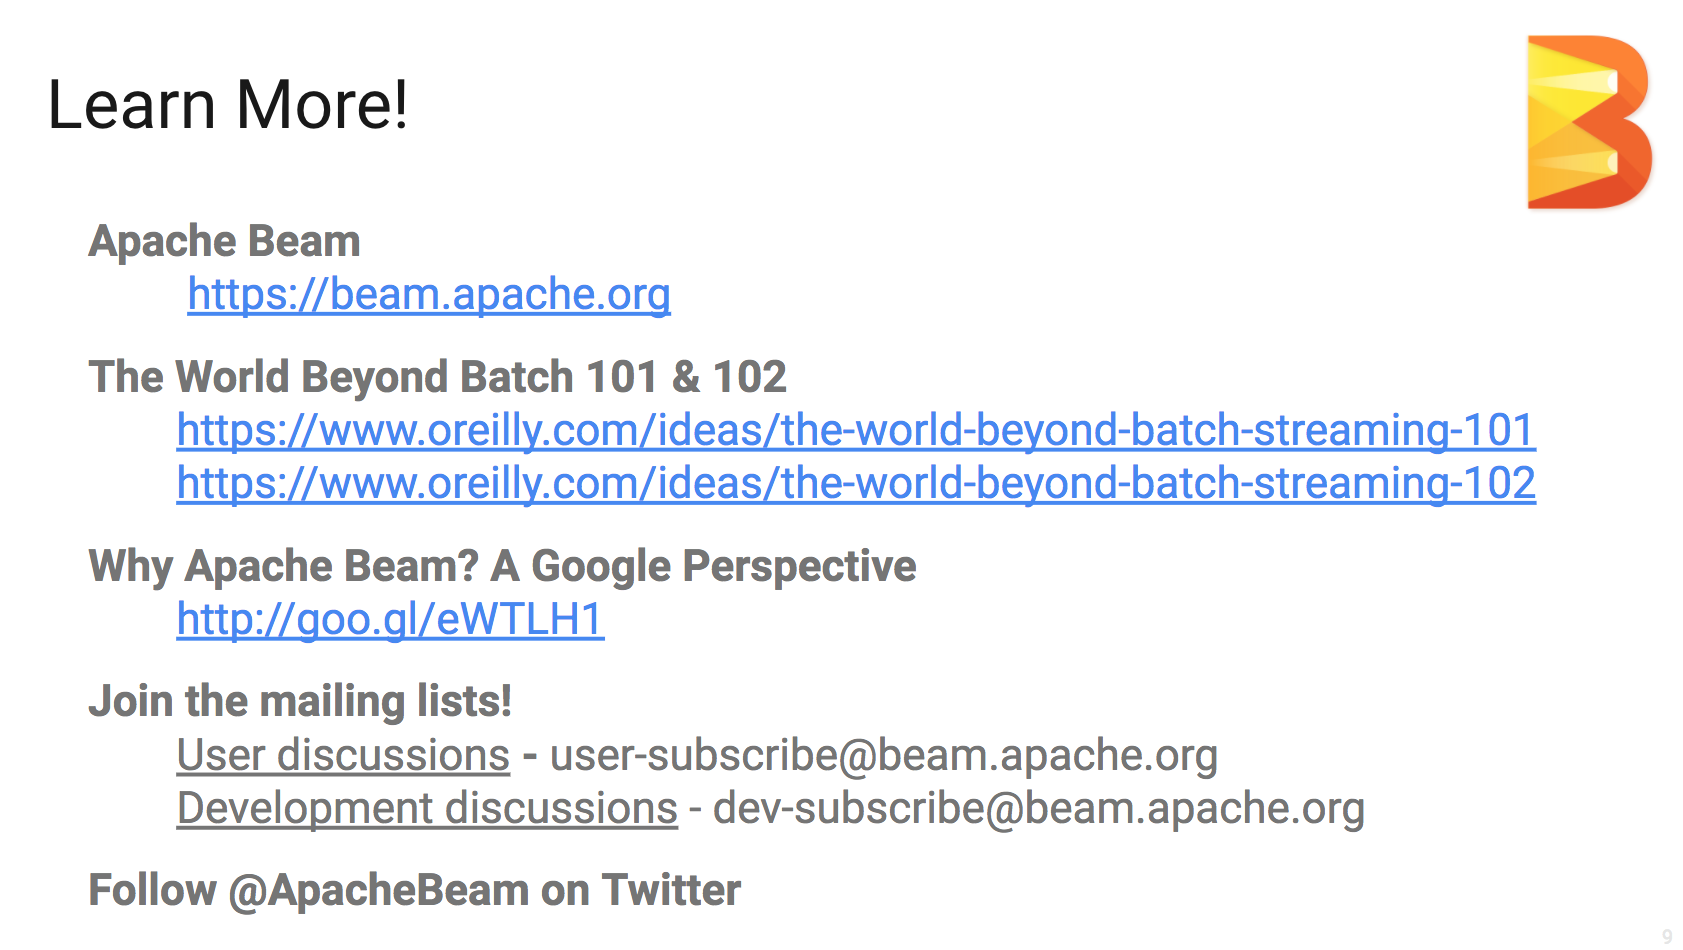 Learn More!
Apache Beam
https://beam.apache.org
The World Beyond Batch 101 & 102
https://www.oreilly.com/ideas/the-world-beyond-batch-streaming-101
https://www.oreilly.com/ideas/the-world-beyond-batch-streaming-102
Why Apache Beam? A Google Perspective
http://goo.gl/eWTLH1
Join the mailing lists!
User discussions - user-subscribe@beam.apache.org
Development discussions - dev-subscribe@beam.apache.org
Follow @ApacheBeam on Twitter
9